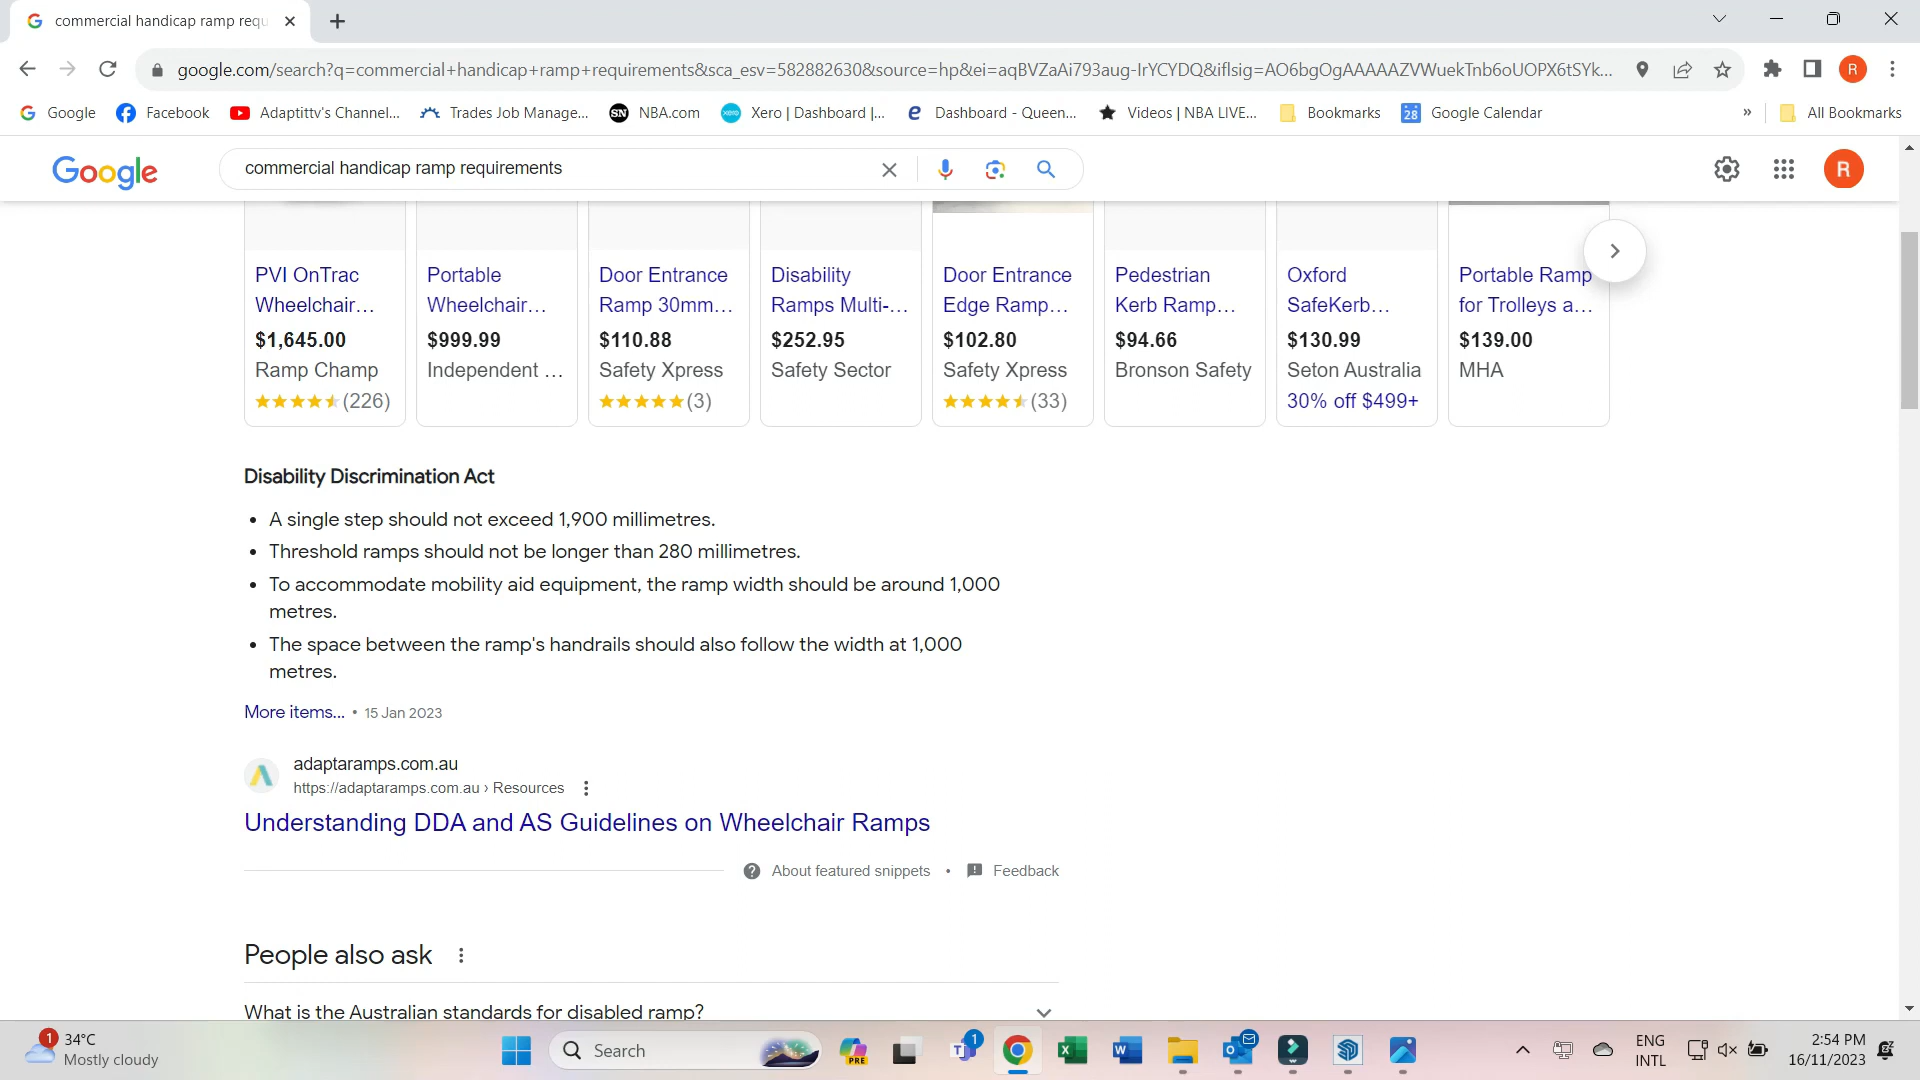 commercial handicap ramp requ
google.com/search?q=commercial+handicap+ramp+requirements&sca_esv=582882630&source=hp&ei=aqBVZaAi793aug-IrYCYDQ&iflsig=AO6bgOgAAAAAZVWuekTnb6oUOPX6tSYk...
R
Google
Facebook
Adaptittv's Channel...
Trades Job Manage...
NBA.com
Xero | Dashboard |...
Dashboard - Queen...
Videos | NBA LIVE...
Bookmarks
28 Google Calendar
»
All Bookmarks
Google
commercial handicap ramp requirements
R
PVI OnTrac
Wheelchair...
$1,645.00
Ramp Champ
(226)
Portable
Wheelchair...
$999.99
Independent ...
Door Entrance
Ramp 30mm...
$110.88
Safety Xpress
(3)
Disability
Ramps Multi-...
$252.95
Safety Sector
Door Entrance
Edge Ramp...
$102.80
Safety Xpress
(33)
Pedestrian
Kerb Ramp...
$94.66
Bronson Safety
Oxford
SafeKerb...
$130.99
Seton Australia
30% off $499+
Portable Ramp
for Trolleys a...
$139.00
MHA
Disability Discrimination Act
• A single step should not exceed 1,900 millimetres.
• Threshold ramps should not be longer than 280 millimetres.
• To accommodate mobility aid equipment, the ramp width should be around 1,000
metres.
• The space between the ramp's handrails should also follow the width at 1,000
metres.
More items... • 15 Jan 2023
adaptaramps.com.au
https://adaptaramps.com.au › Resources
Understanding DDA and AS Guidelines on Wheelchair Ramps
About featured snippets • Feedback
People also ask
What is the Australian standards for disabled ramp?
1
34°C
Mostly cloudy
Search
PRE
1
ENG
INTL
2:54 PM
16/11/2023